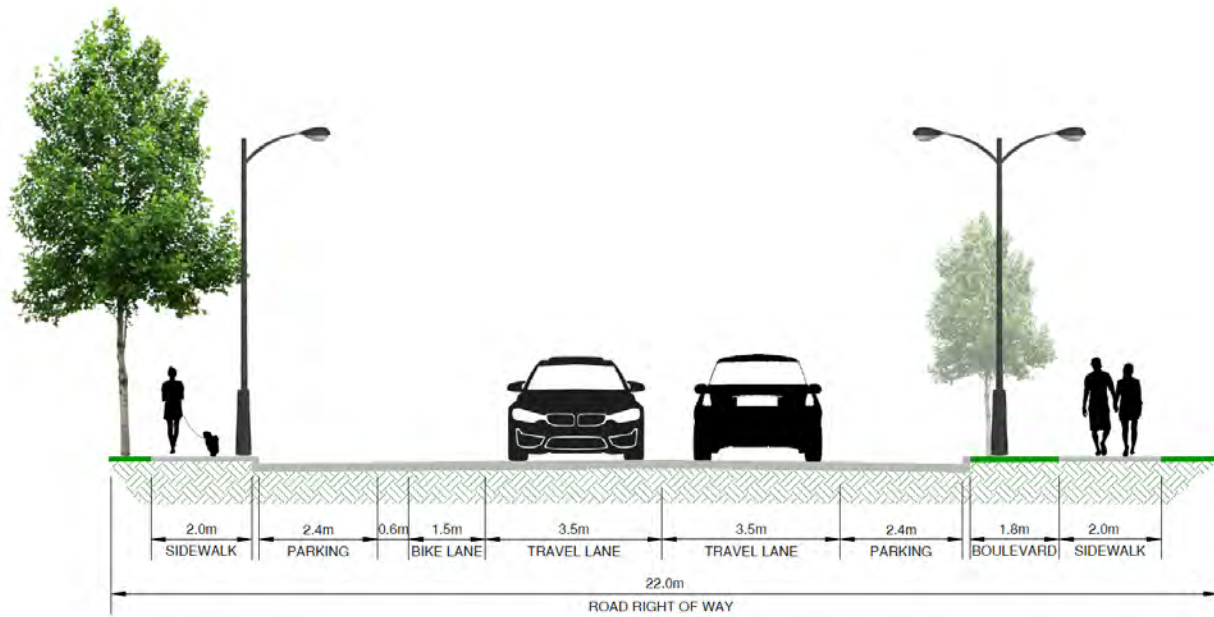 2.0m 2.4m 0.6m 1.5m 3.5m 3.5m 2.4m 1.8m 2.0m
SIDEWALK PARKING BIKE LANE TRAVEL LANE TRAVEL LANE PARKING BOULEVARD SIDEWALK
22.0m
ROAD RIGHT OF WAY